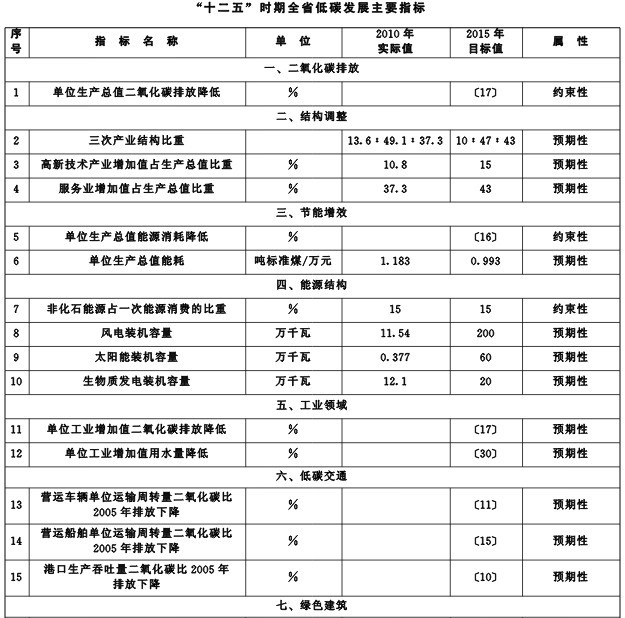 “十二五”时期全省低碳发展主要指标
序号 指标名称 单位 2010年实际值 2015年目标值 属性
一、二氧化碳排放
1 单位生产总值二氧化碳排放降低 % 〔17〕 约束性
二、结构调整
2 三次产业结构比重 13.6∶49.1∶37.3 10∶47∶43 预期性
3 高新技术产业增加值占生产总值比重 % 10.8 15 预期性
4 服务业增加值占生产总值比重 % 37.3 43 预期性
三、节能增效
5 单位生产总值能源消耗降低 % 〔16〕 约束性
6 单位生产总值能耗 吨标准煤/万元 1.183 0.993 预期性
四、能源结构
7 非化石能源占一次能源消费的比重 % 15 15 约束性
8 风电装机容量 万千瓦 11.54 200 预期性
9 太阳能装机容量 万千瓦 0.377 60 预期性
10 生物质发电装机容量 万千瓦 12.1 20 预期性
五、工业领域
11 单位工业增加值二氧化碳排放降低 % 〔17〕 预期性
12 单位工业增加值用水量降低 % 〔30〕 预期性
六、低碳交通
13 营运车辆单位运输周转量二氧化碳比2005年排放下降 % 〔11〕 预期性
14 营运船舶单位运输周转量二氧化碳比2005年排放下降 % 〔15〕 预期性
15 港口生产吞吐量二氧化碳比2005年排放下降 % 〔10〕 预期性
七、绿色建筑